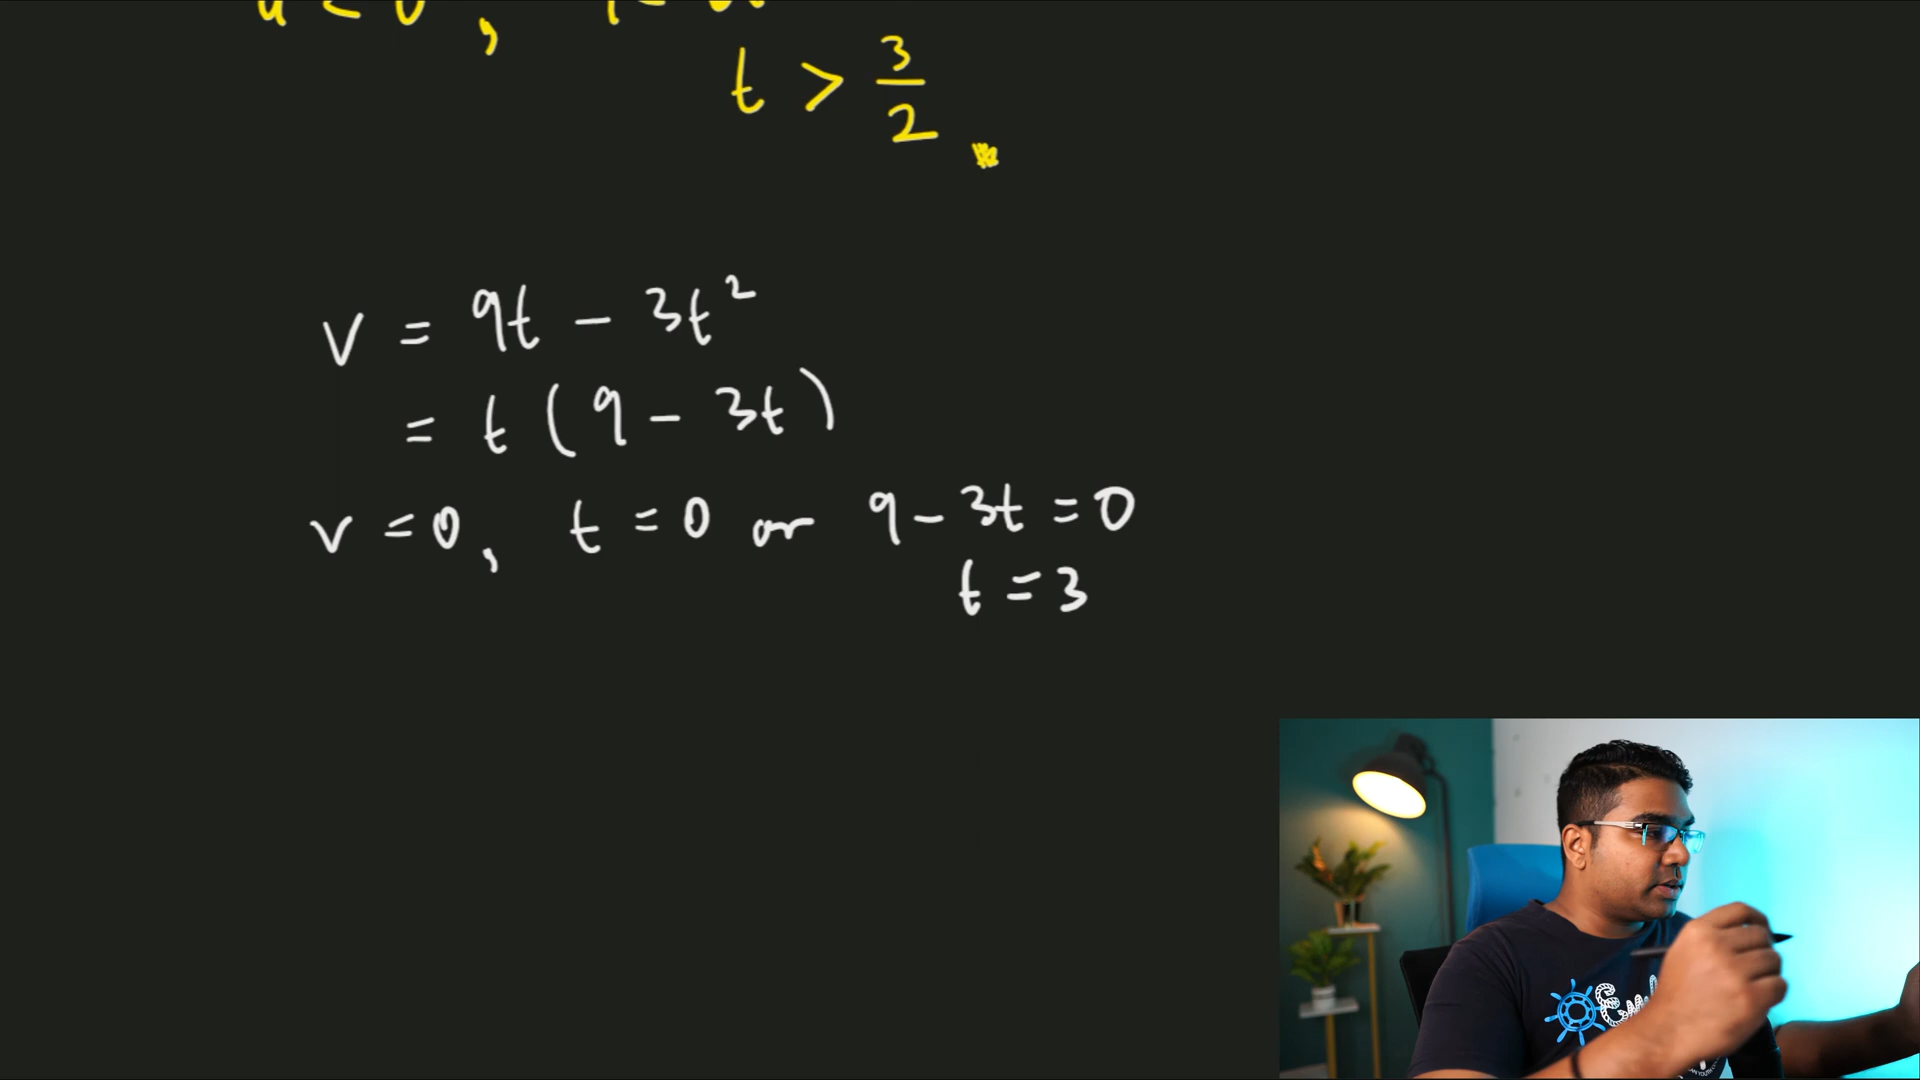 t > 3/2
v = 9t - 3t²
= t (9 - 3t)
v = 0, t = 0 or 9 - 3t = 0
t = 3